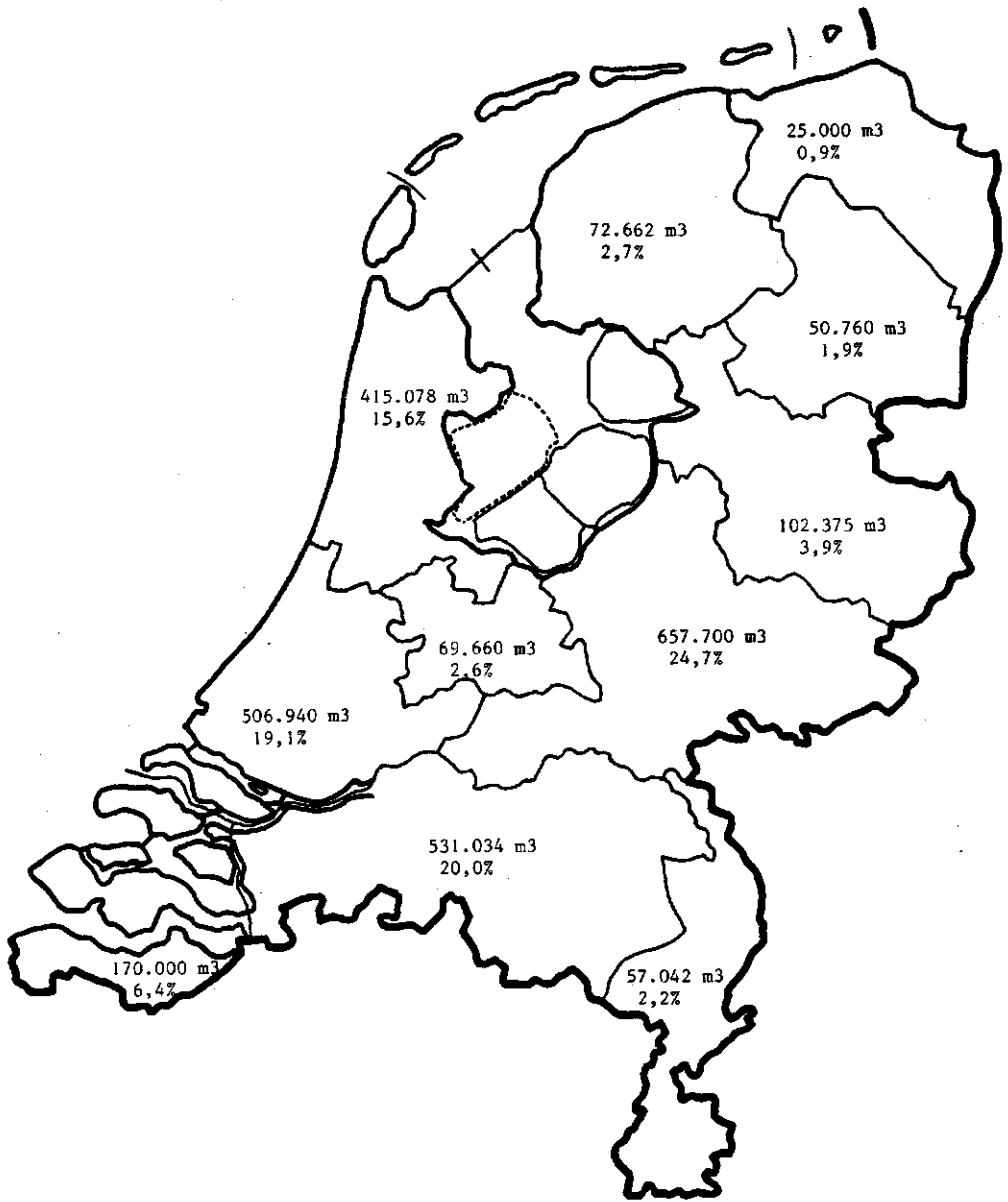 25.000 m3
0,9%
72.662 m3
2,7%
50.760 m3
1,9%
415.078 m3
15,6%
102.375 m3
3,9%
69.660 m3
2,6%
657.700 m3
24,7%
506.940 m3
19,1%
531.034 m3
20,0%
170.000 m3
6,4%
57.042 m3
2,2%